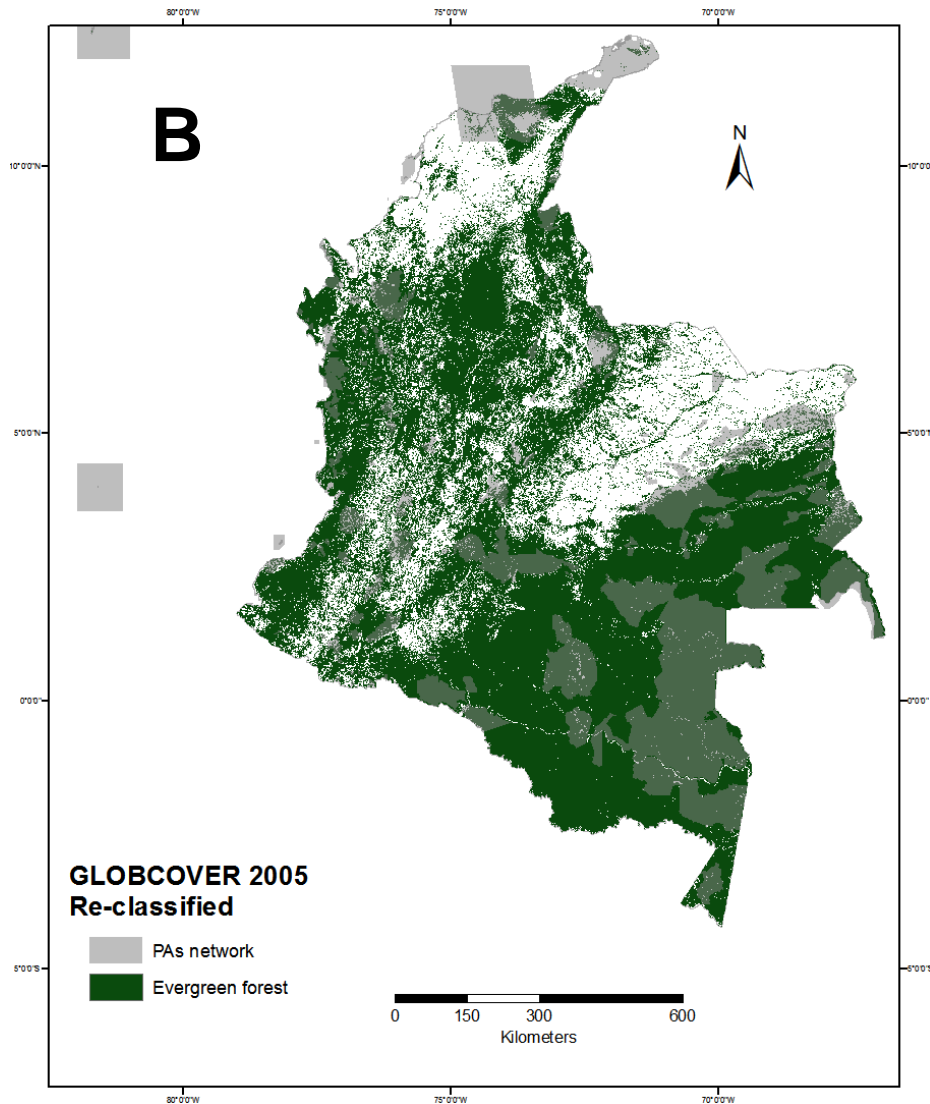 80°0'0"W 75°0'0"W 70°0'0"W
B
N
10°0'0"N 10°0'0"N
5°0'0"N 5°0'0"N
0°0'0" 0°0'0"
GLOBCOVER 2005
Re-classified
PAs network
Evergreen forest
5°0'0"S 5°0'0"S
0 150 300 600
Kilometers
80°0'0"W 75°0'0"W 70°0'0"W